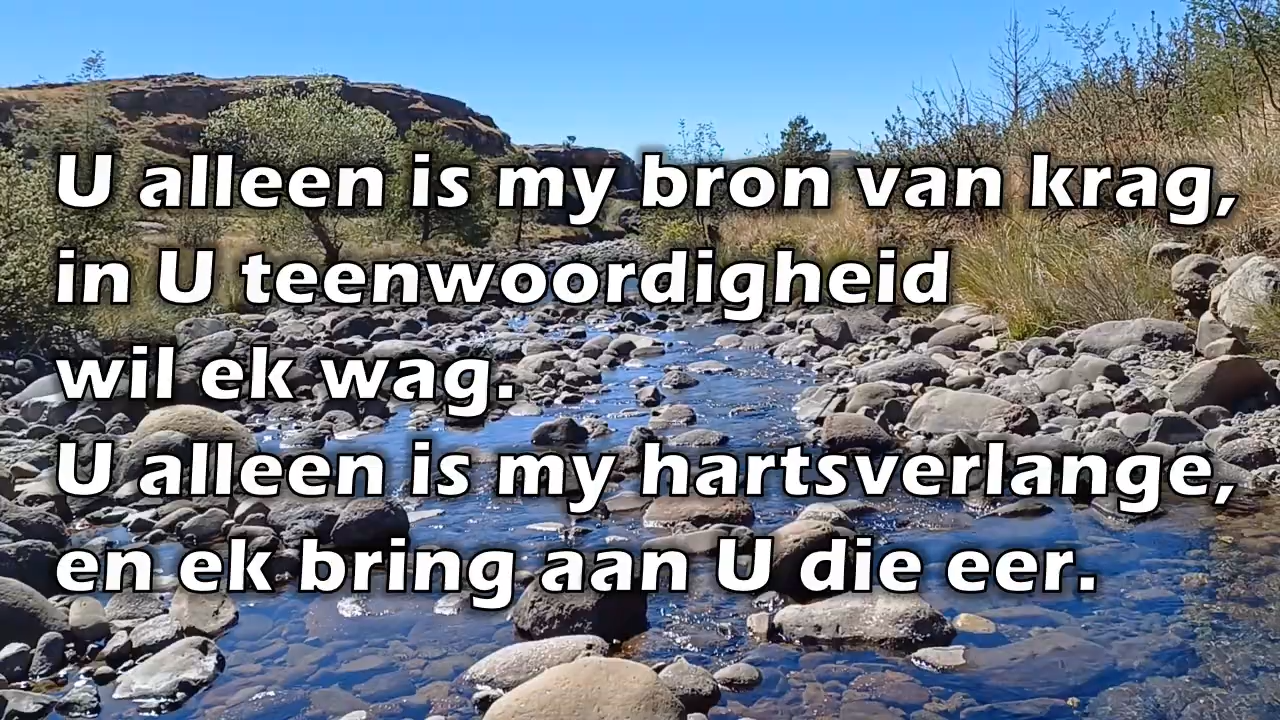 U alleen is my bron van krag,
in U teenwoordigheid
wil ek wag.
U alleen is my hartsverlange,
en ek bring aan U die eer.